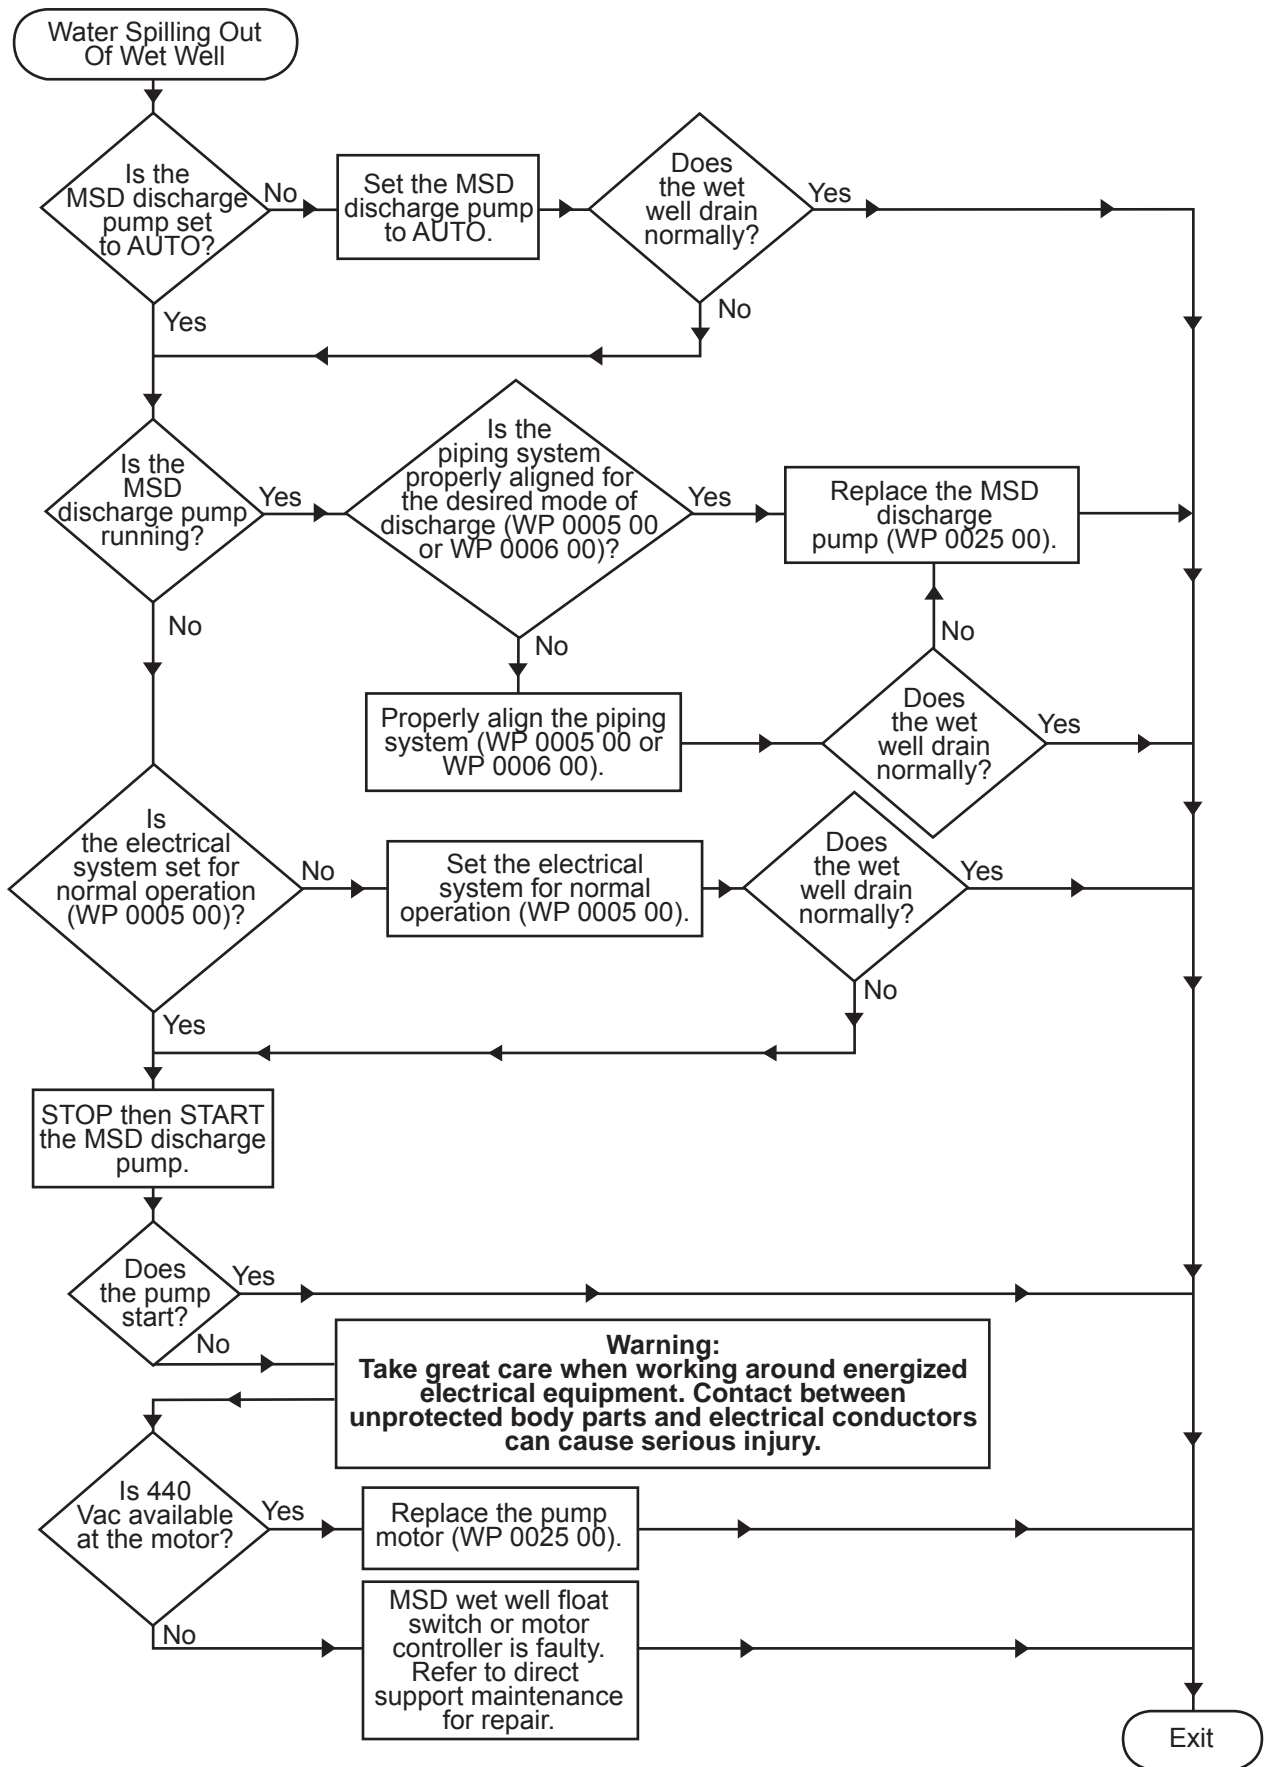 Water Spilling Out
Of Wet Well
Is the
MSD discharge
pump set
to AUTO?
No
Set the MSD
discharge pump
to AUTO.
Does
the wet
well drain
normally?
Yes
No
Yes
Is the
MSD
discharge pump
running?
Yes
Is the
piping system
properly aligned for
the desired mode of
discharge (WP 0005 00
or WP 0006 00)?
Yes
Replace the MSD
discharge
pump (WP 0025 00).
No
No
No
Properly align the piping
system (WP 0005 00 or
WP 0006 00).
Does
the wet
well drain
normally?
Yes
Is
the electrical
system set for
normal operation
(WP 0005 00)?
No
Set the electrical
system for normal
operation (WP 0005 00).
Does
the wet
well drain
normally?
Yes
No
Yes
STOP then START
the MSD discharge
pump.
Does
the pump
start?
Yes
No
Warning:
Take great care when working around energized
electrical equipment. Contact between
unprotected body parts and electrical conductors
can cause serious injury.
Is 440
Vac available
at the motor?
Yes
Replace the pump
motor (WP 0025 00).
No
MSD wet well float
switch or motor
controller is faulty.
Refer to direct
support maintenance
for repair.
Exit